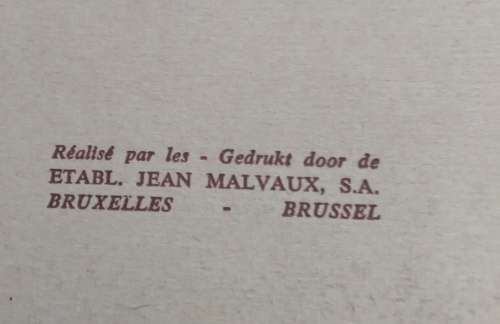 Réalisé par les - Gedrukt door de
ETABL. JEAN MALVAUX, S.A.
BRUXELLES - BRUSSEL